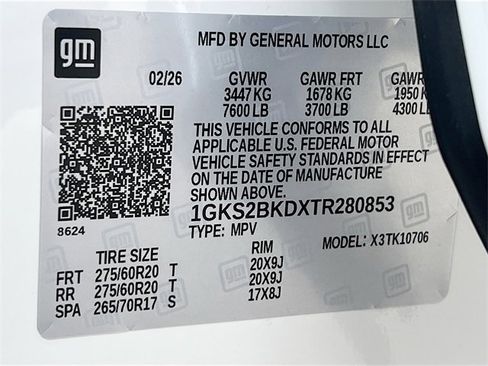 gm
MFD BY GENERAL MOTORS LLC
02/26 GVWR GAWR FRT GAWR
3447 KG 1678 KG 1950 K
7600 LB 3700 LB 4300 L
THIS VEHICLE CONFORMS TO ALL
APPLICABLE U.S. FEDERAL MOTOR
VEHICLE SAFETY STANDARDS IN EFFECT
ON THE DATE OF MANUFACTURE
SHOWN ABOVE.
1GKS2BKDXTR280853
8624
TYPE: MPV MODEL: X3TK10706
TIRE SIZE RIM
FRT 275/60R20 T 20X9J
RR 275/60R20 T 20X9J
SPA 265/70R17 S 17X8J